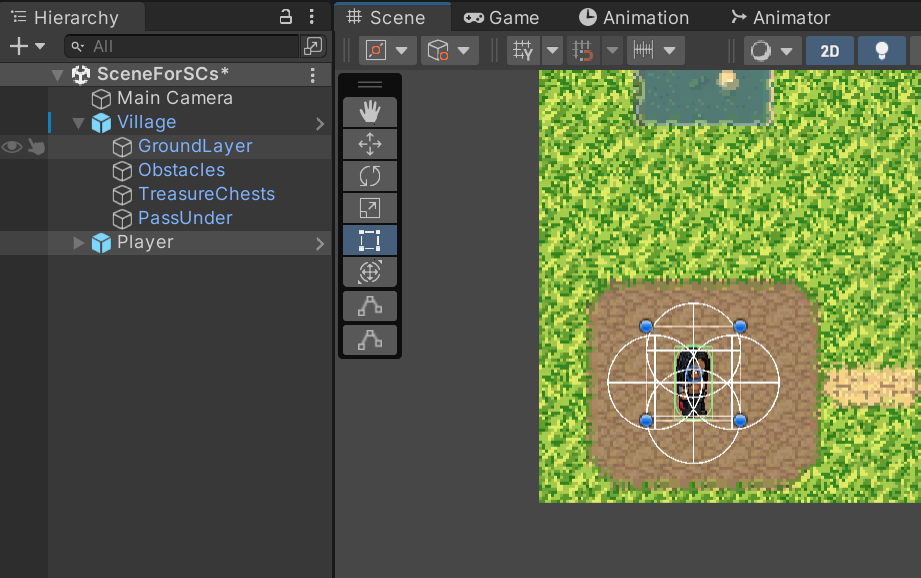 Hierarchy
All
SceneForSCs*
Main Camera
Village
GroundLayer
Obstacles
TreasureChests
PassUnder
Player
Scene
Game
Animation
Animator
2D